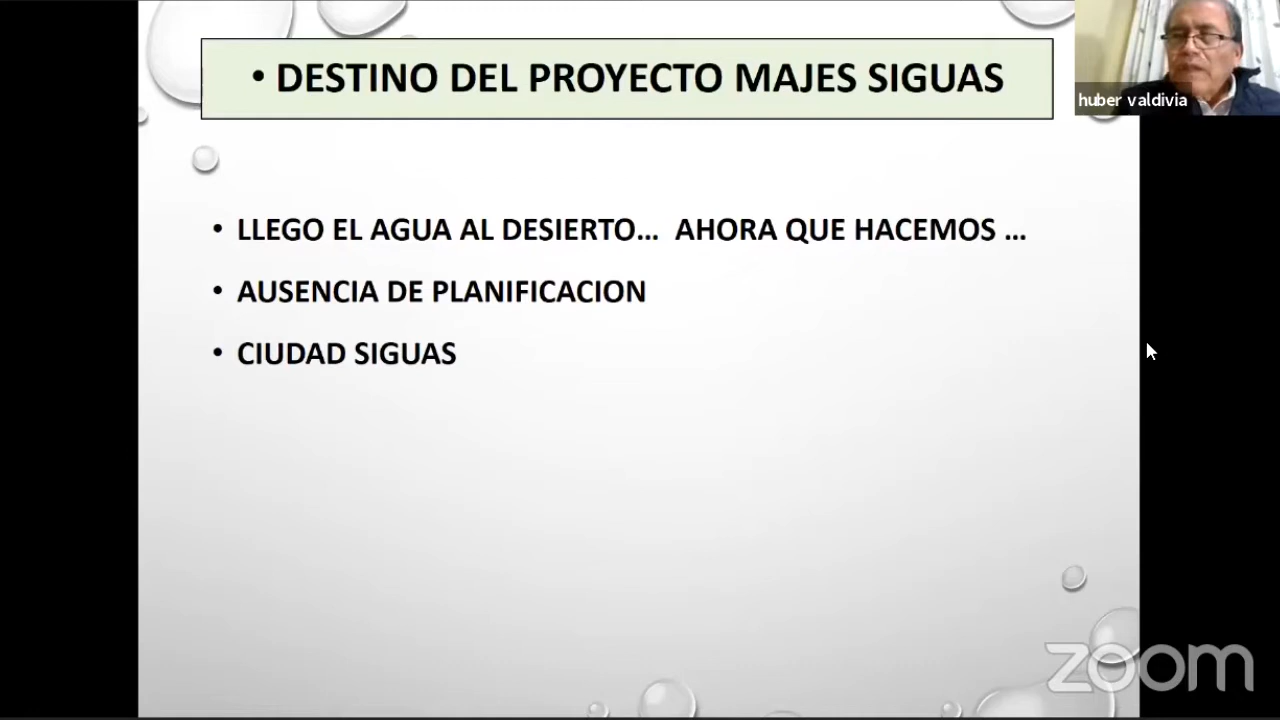 • DESTINO DEL PROYECTO MAJES SIGUAS
huber valdivia
• LLEGO EL AGUA AL DESIERTO... AHORA QUE HACEMOS ...
• AUSENCIA DE PLANIFICACION
• CIUDAD SIGUAS
zoom